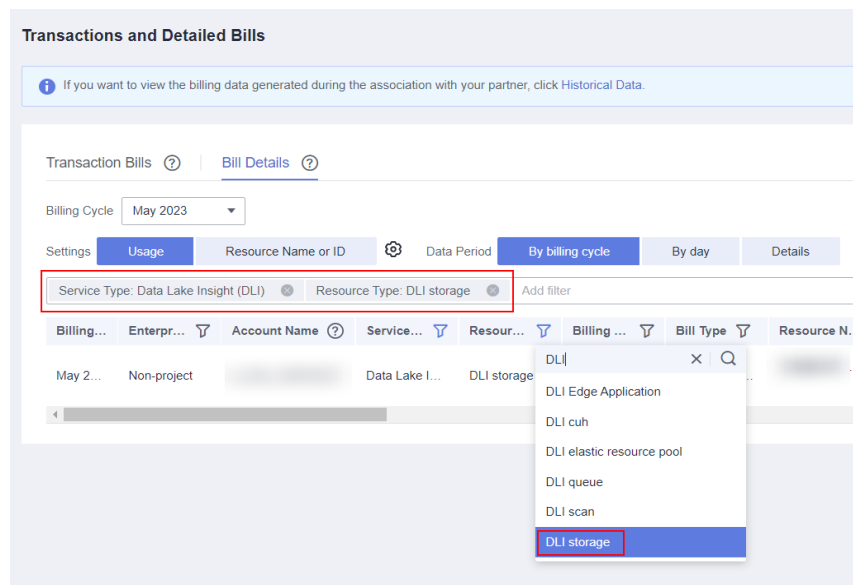 Transactions and Detailed Bills
If you want to view the billing data generated during the association with your partner, click Historical Data.
Transaction Bills ? Bill Details ?
Billing Cycle May 2023
Settings Usage Resource Name or ID Data Period By billing cycle By day Details
Service Type: Data Lake Insight (DLI) Resource Type: DLI storage Add filter
Billing... Enterpr... Account Name ? Service... Resour... Billing ... Bill Type Resource N.
May 2... Non-project Data Lake I... DLI storage
DLI
DLI Edge Application
DLI cuh
DLI elastic resource pool
DLI queue
DLI scan
DLI storage